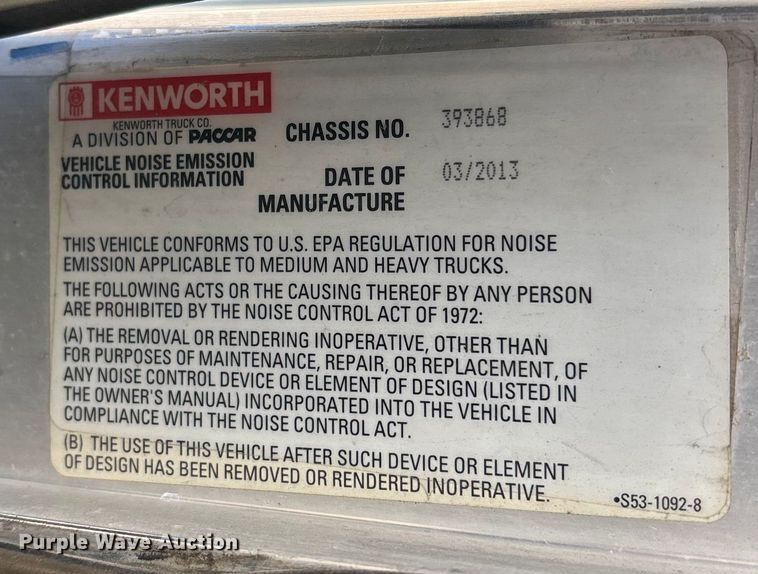 KENWORTH
KENWORTH TRUCK CO.
A DIVISION OF PACCAR
VEHICLE NOISE EMISSION
CONTROL INFORMATION
CHASSIS NO. 393868
DATE OF 03/2013
MANUFACTURE
THIS VEHICLE CONFORMS TO U.S. EPA REGULATION FOR NOISE
EMISSION APPLICABLE TO MEDIUM AND HEAVY TRUCKS.
THE FOLLOWING ACTS OR THE CAUSING THEREOF BY ANY PERSON
ARE PROHIBITED BY THE NOISE CONTROL ACT OF 1972:
(A) THE REMOVAL OR RENDERING INOPERATIVE, OTHER THAN
FOR PURPOSES OF MAINTENANCE, REPAIR, OR REPLACEMENT, OF
ANY NOISE CONTROL DEVICE OR ELEMENT OF DESIGN (LISTED IN
THE OWNER'S MANUAL) INCORPORATED INTO THE VEHICLE IN
COMPLIANCE WITH THE NOISE CONTROL ACT.
(B) THE USE OF THIS VEHICLE AFTER SUCH DEVICE OR ELEMENT
OF DESIGN HAS BEEN REMOVED OR RENDERED INOPERATIVE.
•S53-1092-8
Purple Wave Auction